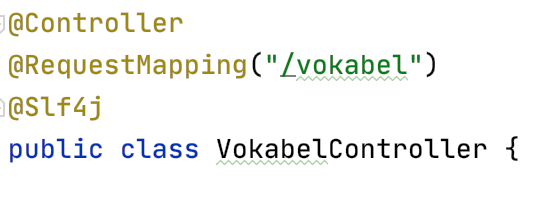 @Controller
@RequestMapping("/vokabel")
@Slf4j
public class VokabelController {